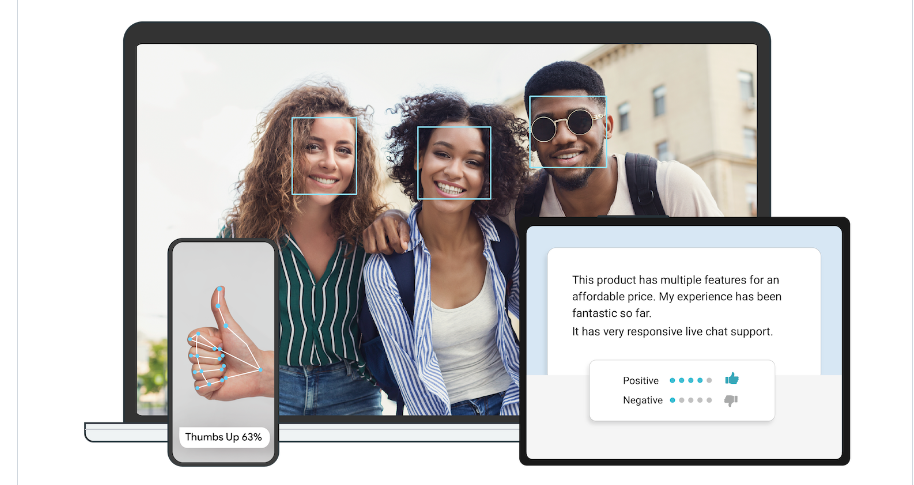 Thumbs Up 63%
This product has multiple features for an
affordable price. My experience has been
fantastic so far.
It has very responsive live chat support.
Positive
Negative